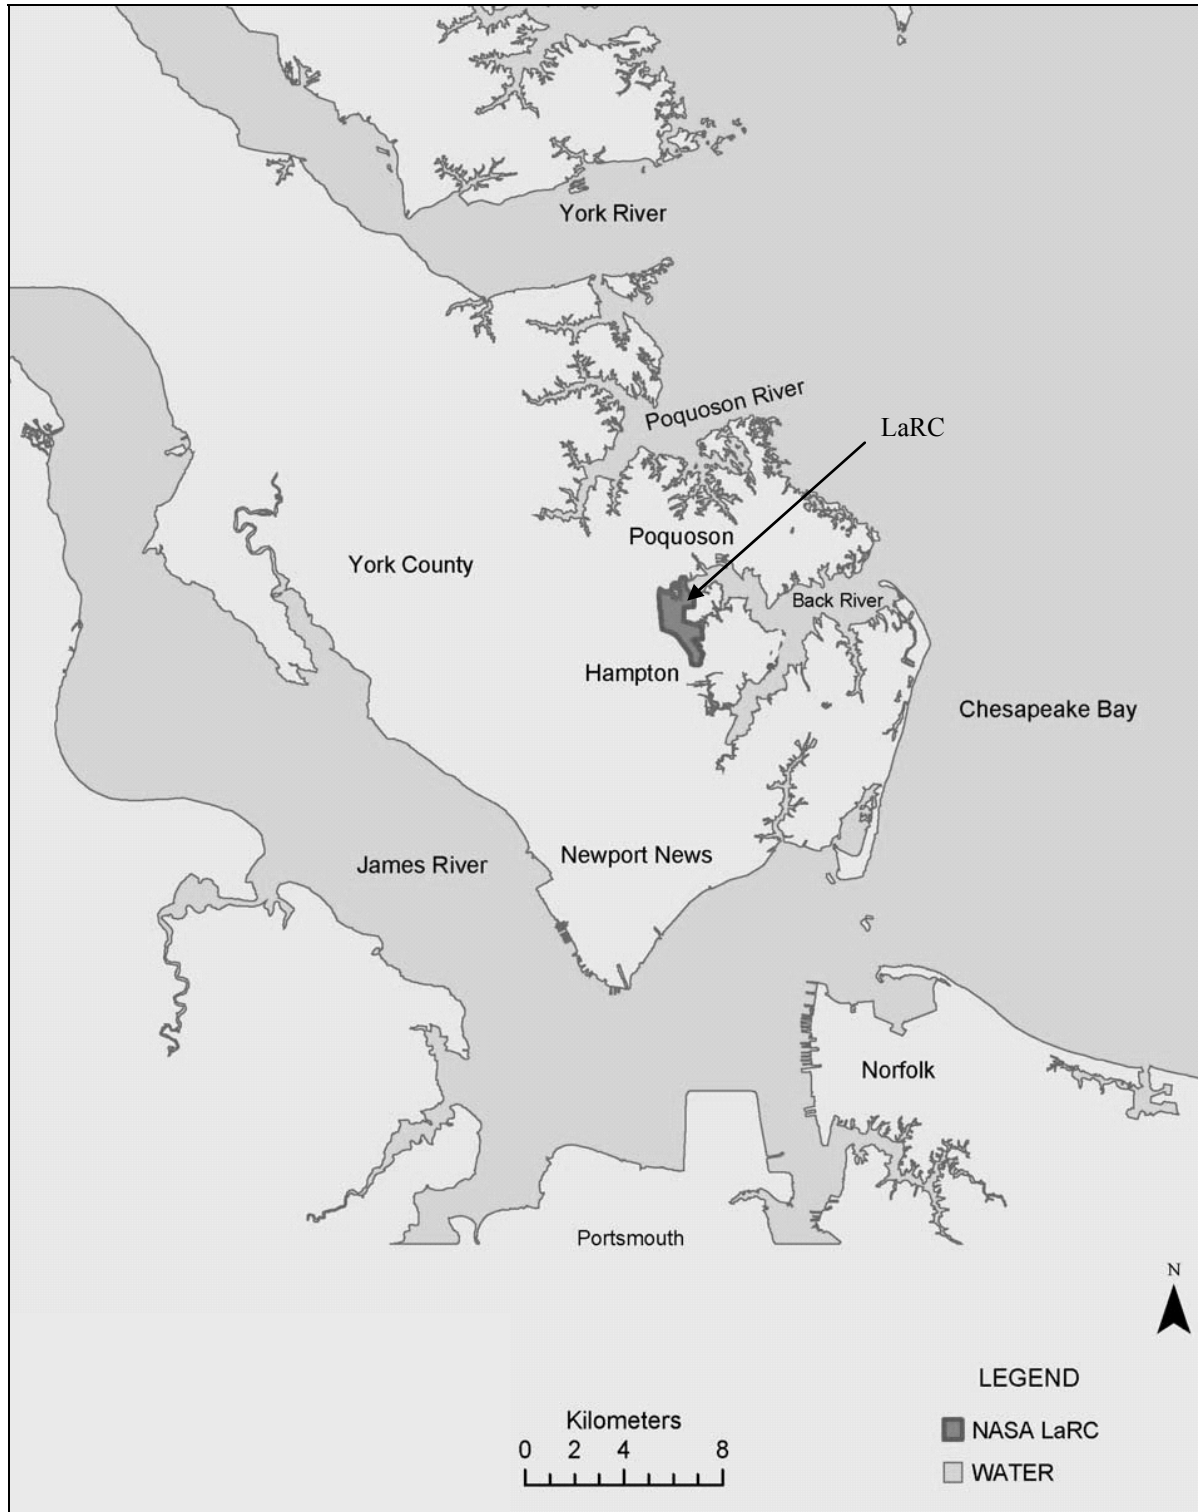 York River
Poquoson River
LaRC
Poquoson
York County
Back River
Hampton
Chesapeake Bay
Newport News
James River
Norfolk
Portsmouth
N
LEGEND
Kilometers
NASA LaRC
0 2 4 8
WATER